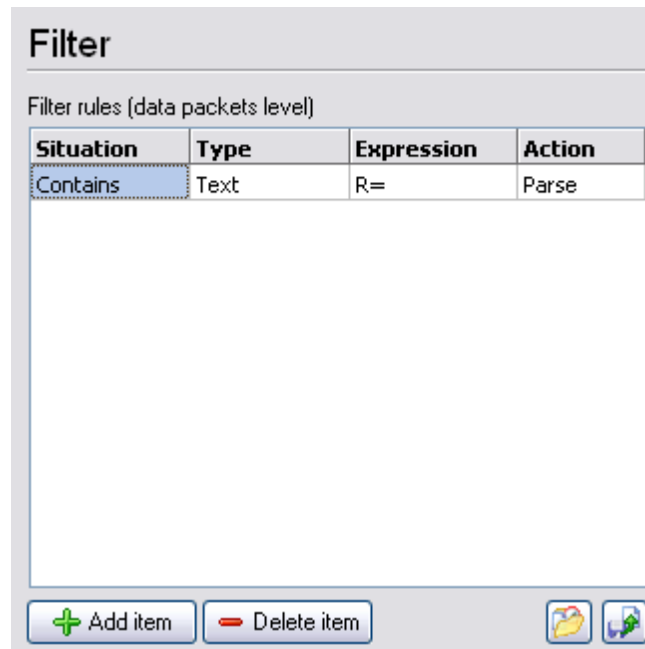 Filter
Filter rules (data packets level)
Situation Type Expression Action
Contains Text R= Parse
Add item Delete item